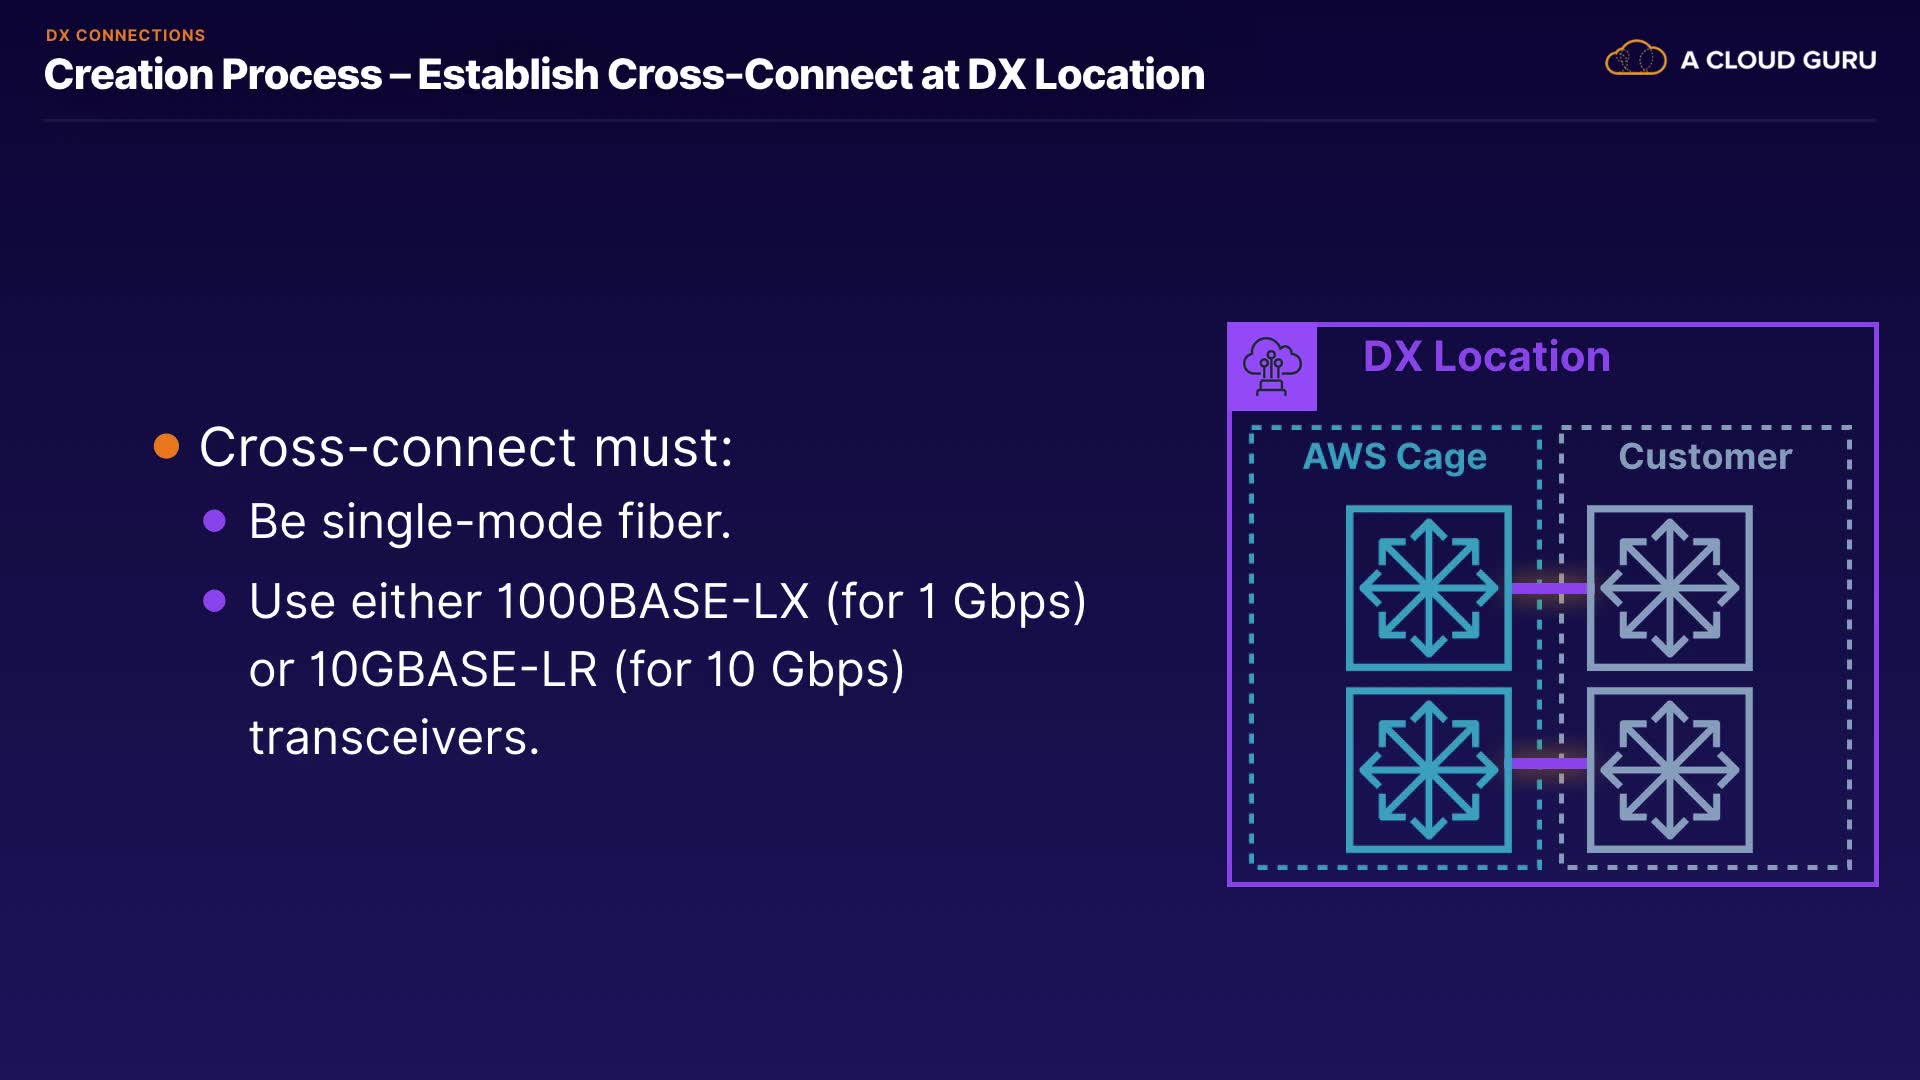 DX CONNECTIONS
Creation Process – Establish Cross-Connect at DX Location
A CLOUD GURU
Cross-connect must:
Be single-mode fiber.
Use either 1000BASE-LX (for 1 Gbps)
or 10GBASE-LR (for 10 Gbps)
transceivers.
DX Location
AWS Cage
Customer